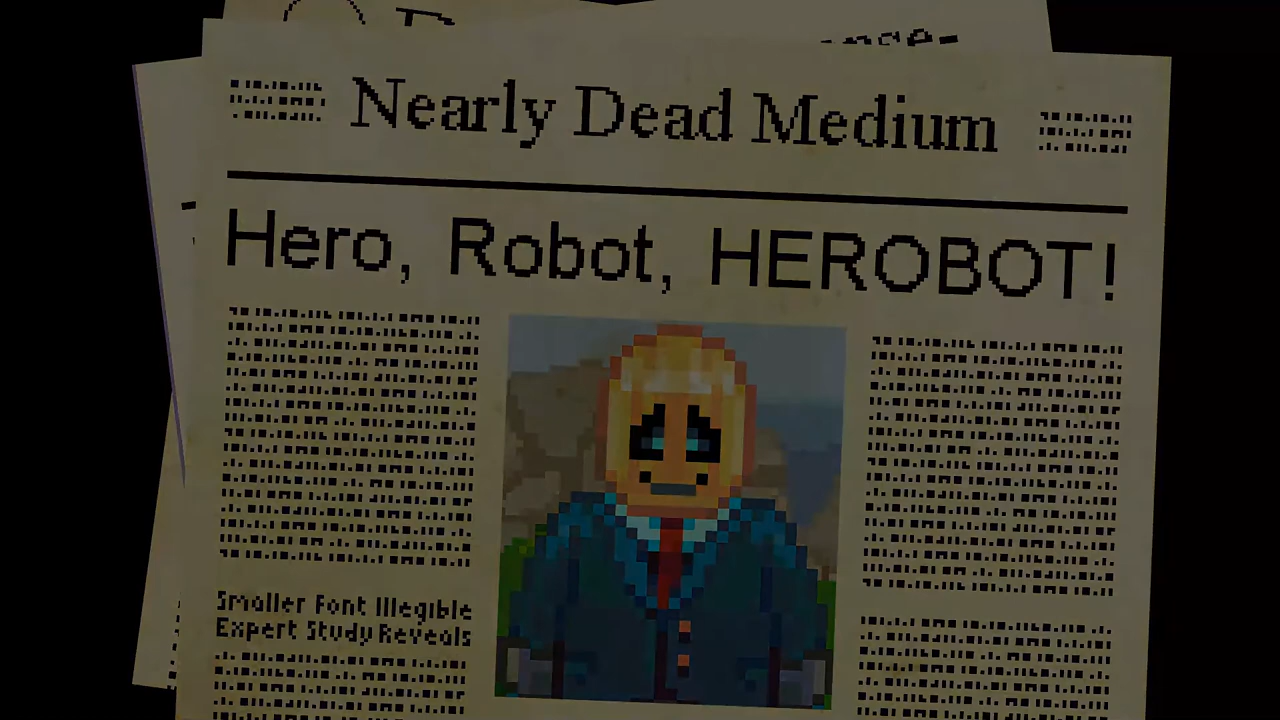 Nearly Dead Medium
Hero, Robot, HEROBOT!
Smaller Font Illegible
Expert Study Reveals